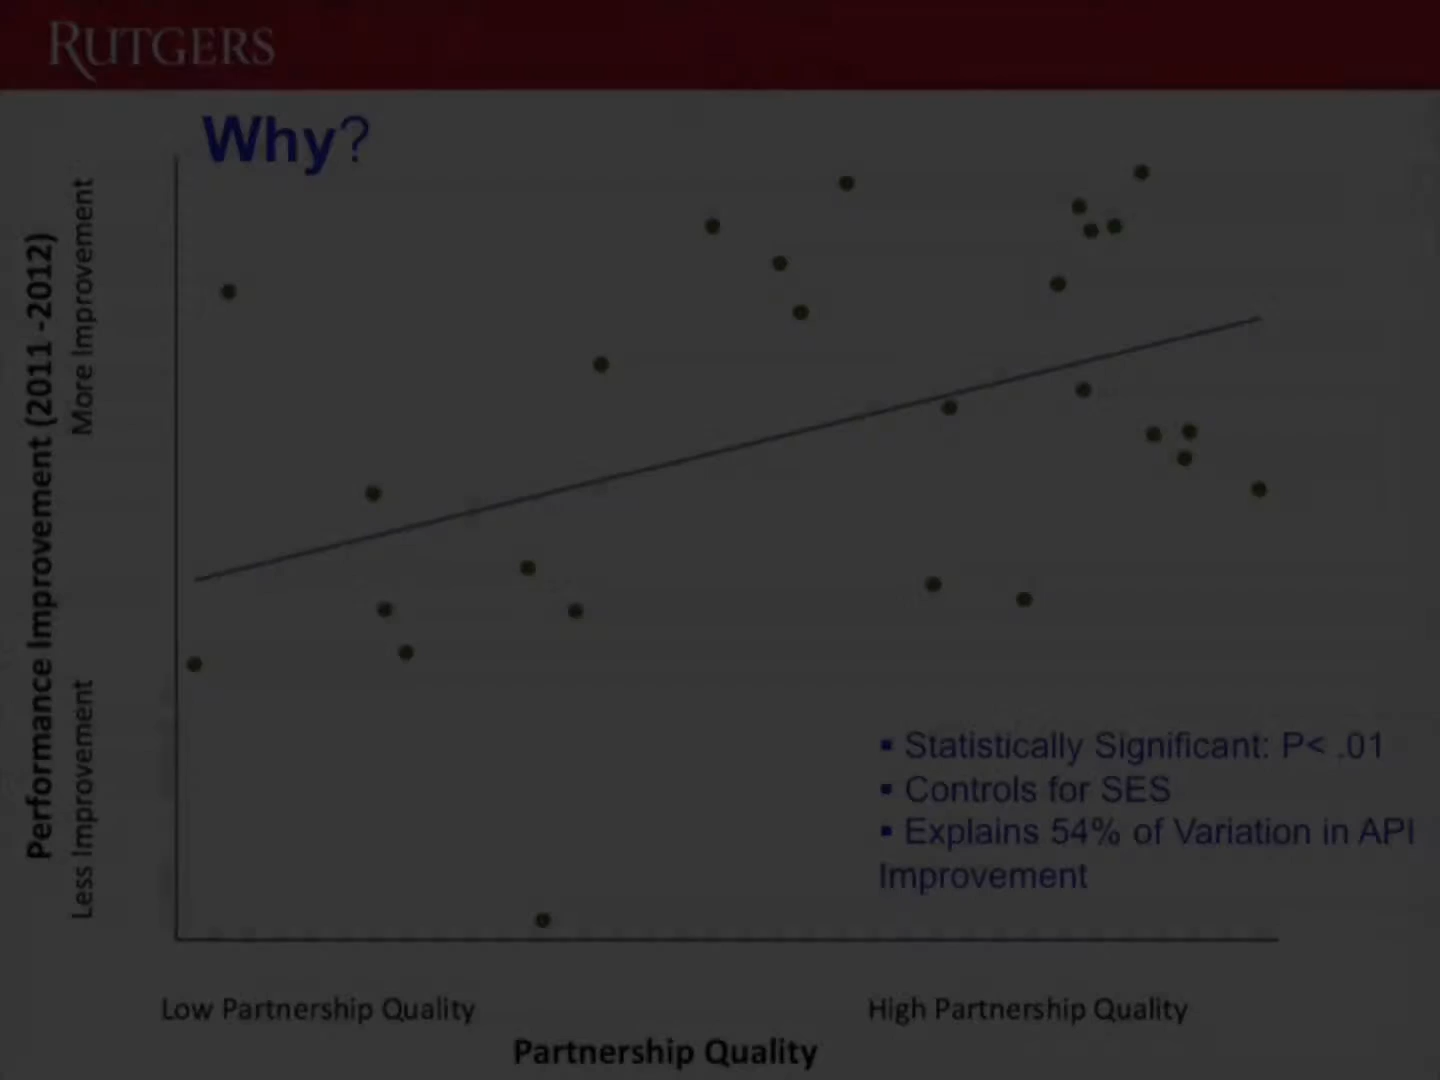 RUTGERS
Why?
Performance Improvement (2011 -2012)
More Improvement
Less Improvement
▪ Statistically Significant: P< .01
▪ Controls for SES
▪ Explains 54% of Variation in API
Improvement
Low Partnership Quality
High Partnership Quality
Partnership Quality